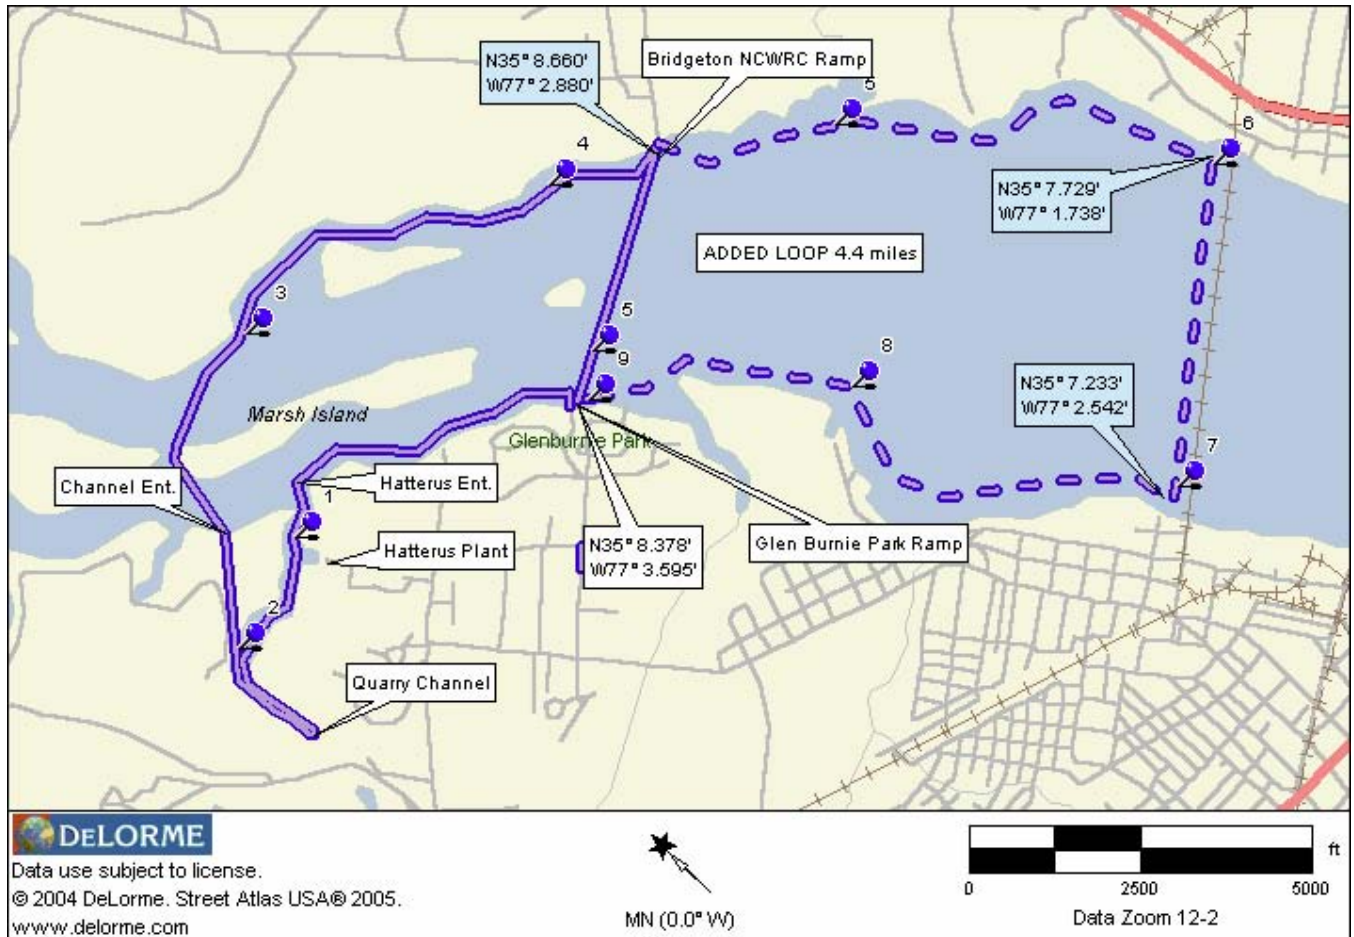 N35° 8.660'
W77° 2.880'
Bridgeton NCWRC Ramp
5
6
4
N35° 7.729'
W77° 1.738'
ADDED LOOP 4.4 miles
3
5
9
8
N35° 7.233'
W77° 2.542'
Marsh Island
Glenburnie Park
7
Channel Ent.
Hatterus Ent.
1
Hatterus Plant
N35° 8.378'
W77° 3.595'
Glen Burnie Park Ramp
2
Quarry Channel
DELORME
Data use subject to license.
© 2004 DeLorme. Street Atlas USA® 2005.
www.delorme.com
MN (0.0° W)
ft
0 2500 5000
Data Zoom 12-2